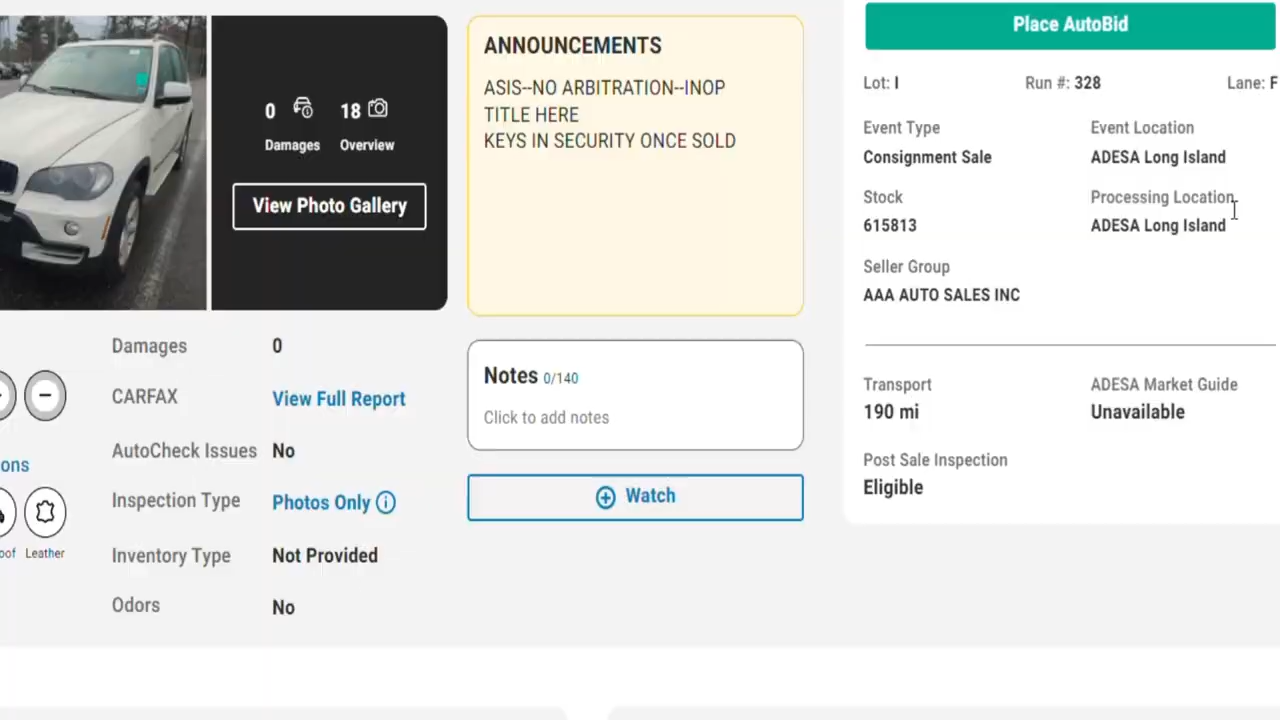 Place AutoBid
ANNOUNCEMENTS
ASIS--NO ARBITRATION--INOP
TITLE HERE
KEYS IN SECURITY ONCE SOLD
0
18
Damages
Overview
View Photo Gallery
Lot: I
Run #: 328
Lane: F
Event Type
Event Location
Consignment Sale
ADESA Long Island
Stock
Processing Location
615813
ADESA Long Island
Seller Group
AAA AUTO SALES INC
Damages
0
CARFAX
View Full Report
AutoCheck Issues
No
Inspection Type
Photos Only
Inventory Type
Not Provided
Odors
No
ons
oof
Leather
Notes 0/140
Click to add notes
Watch
Transport
ADESA Market Guide
190 mi
Unavailable
Post Sale Inspection
Eligible